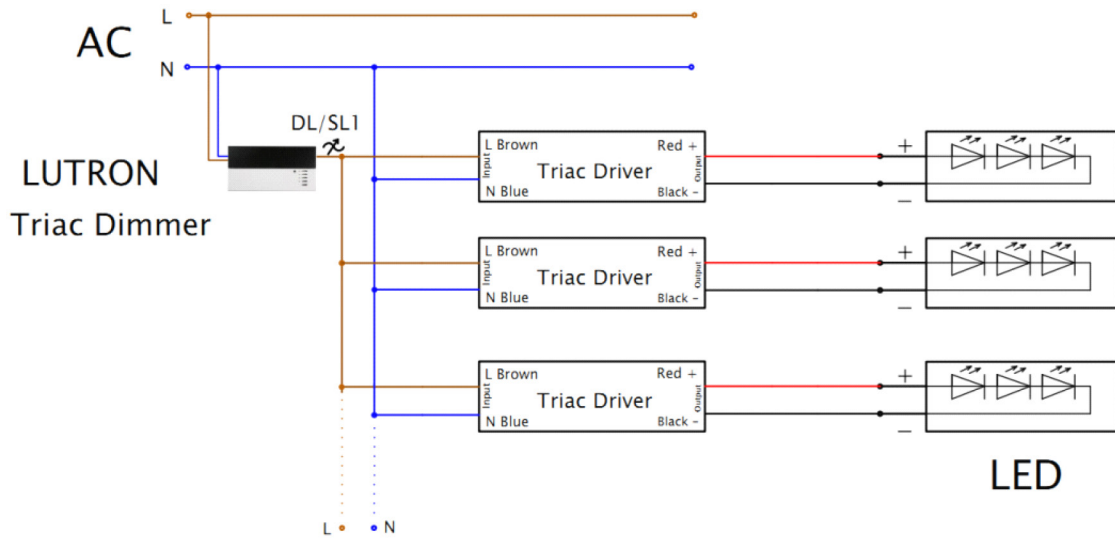 L
AC
N
DL/SL1
LUTRON
Triac Dimmer
L Brown
Red +
Input
Triac Driver
Output
N Blue
Black -
+
–
L Brown
Red +
Input
Triac Driver
Output
N Blue
Black -
+
–
L Brown
Red +
Input
Triac Driver
Output
N Blue
Black -
+
–
LED
L
N